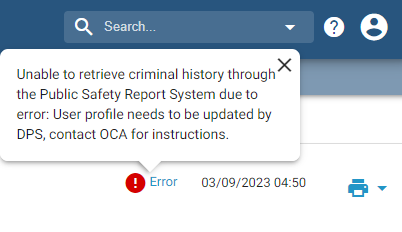 Search...
Unable to retrieve criminal history through
the Public Safety Report System due to
error: User profile needs to be updated by
DPS, contact OCA for instructions.
Error 03/09/2023 04:50